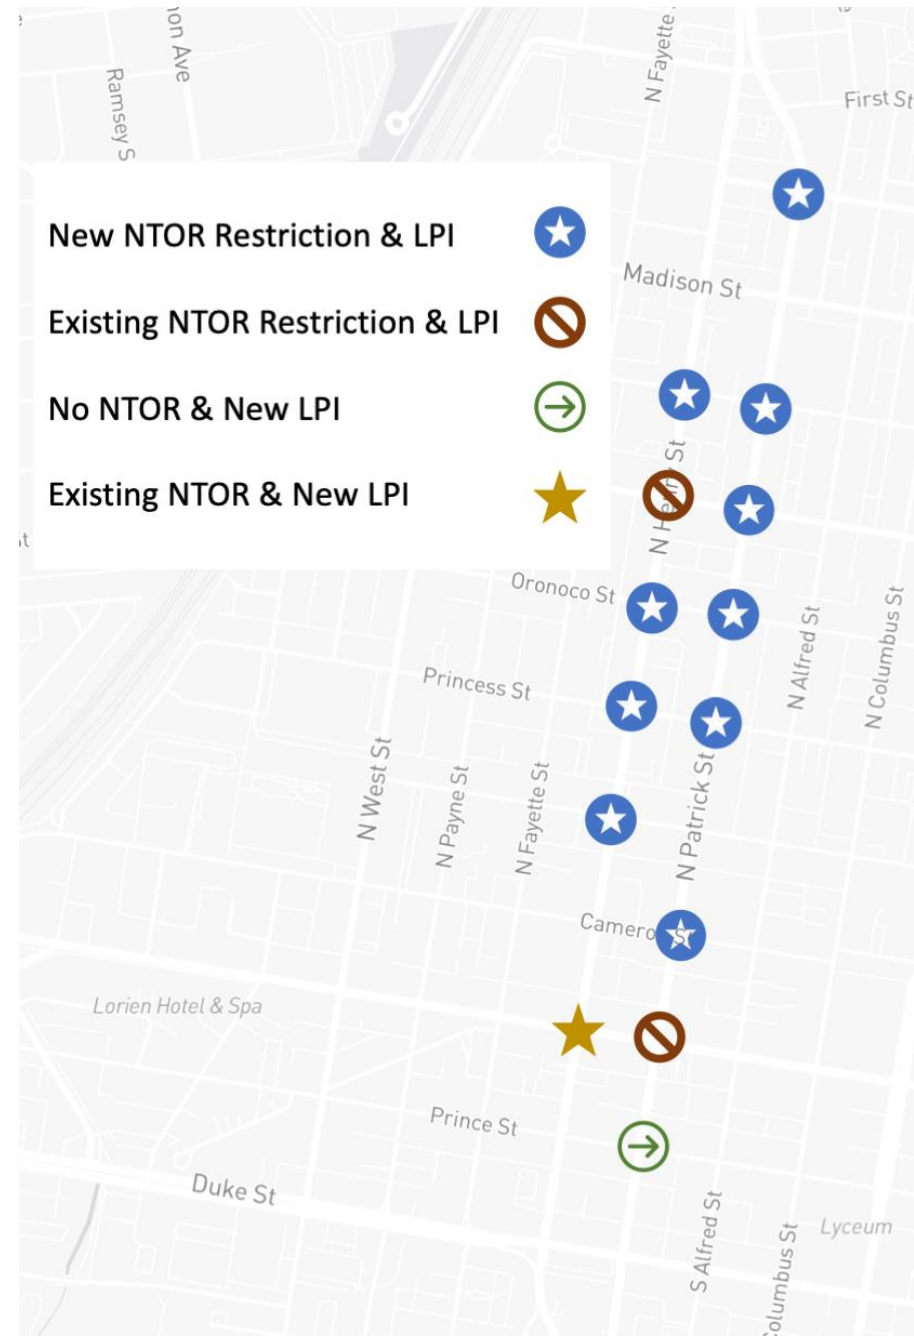 non Ave
Ramsey S
N Fayette
First St
New NTOR Restriction & LPI
Existing NTOR Restriction & LPI
No NTOR & New LPI
Existing NTOR & New LPI
Madison St
N Henry St
Oronoco St
Princess St
N Alfred St
N Columbus St
N West St
N Payne St
N Fayette St
N Patrick St
Cameron St
Lorien Hotel & Spa
Prince St
Duke St
S Alfred St
Columbus St
Lyceum